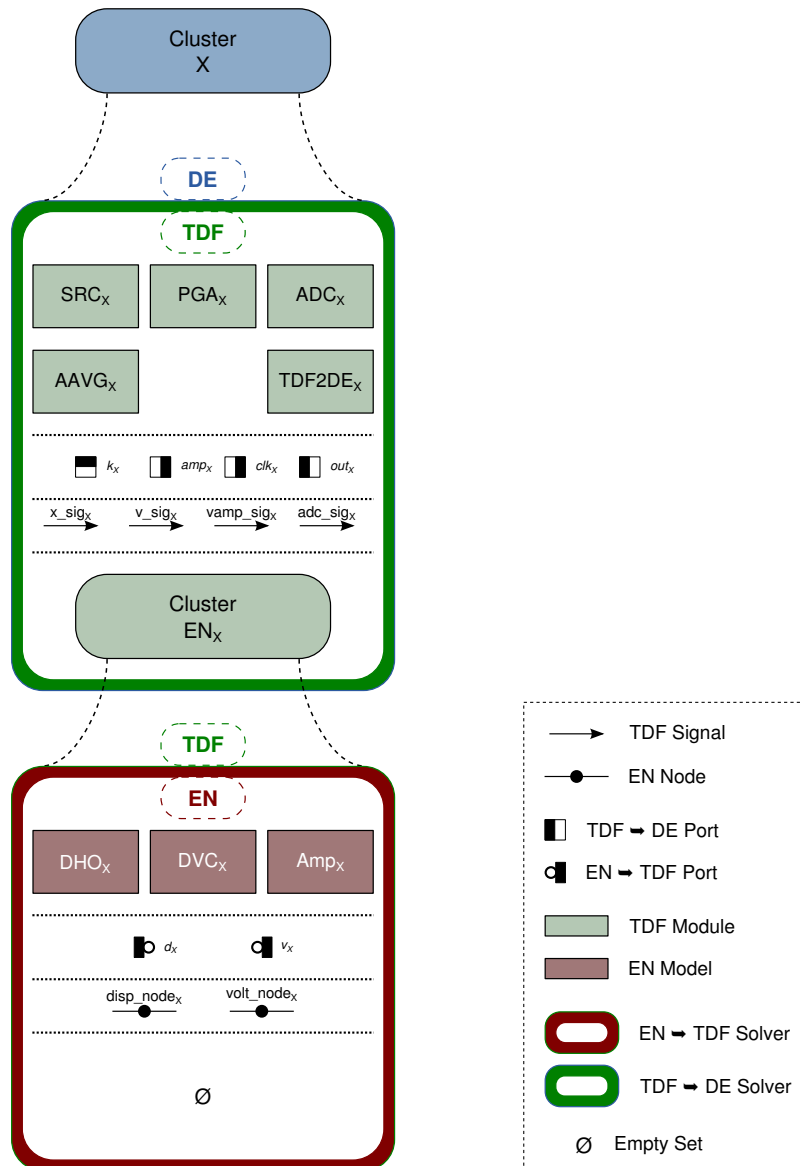 Cluster
X
DE
TDF
SRCX PGAX ADCX
AAVGX TDF2DEX
kX ampX clkX outX
x_sigX v_sigX vamp_sigX adc_sigX
Cluster
ENX
TDF
EN
DHOX DVCX AmpX
dX vX
disp_nodeX volt_nodeX
Ø
TDF Signal
EN Node
TDF ➥ DE Port
EN ➥ TDF Port
TDF Module
EN Model
EN ➥ TDF Solver
TDF ➥ DE Solver
Ø Empty Set